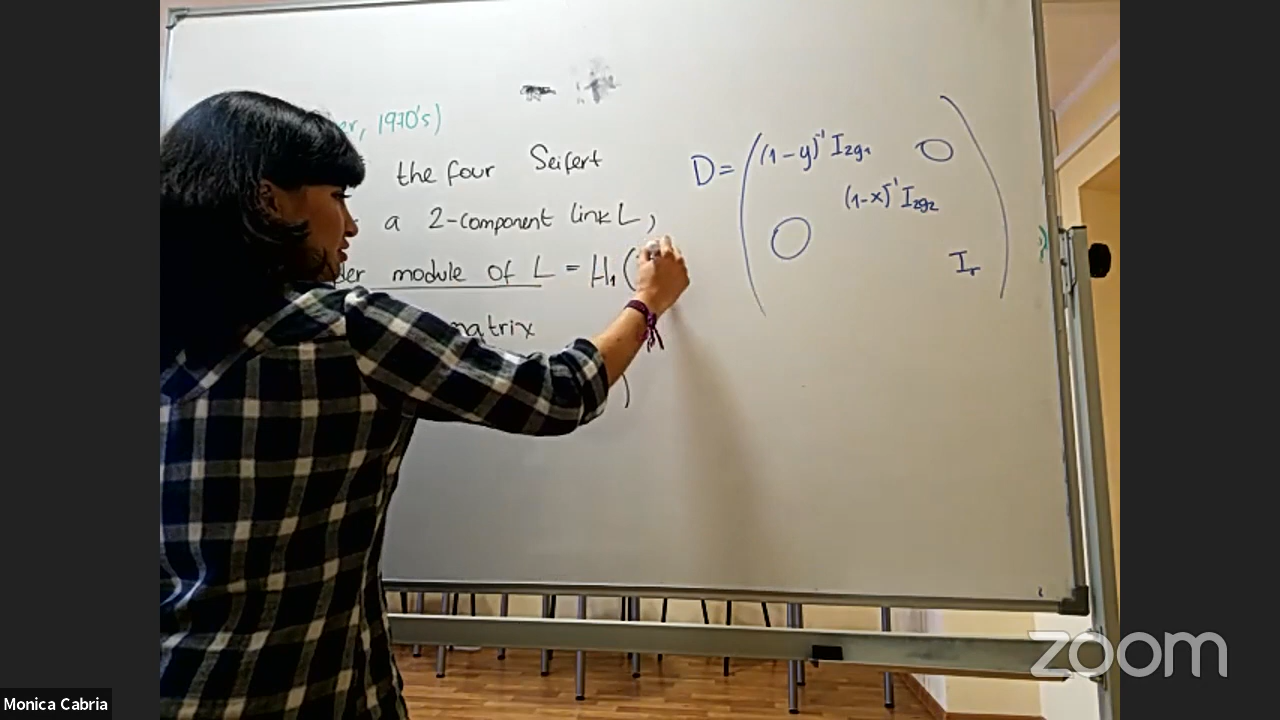 er, 1970's)
the four Seifert
a 2-component link L,
der module of L = H₁(
matrix
)
D = ( (1-y)⁻¹ I₂g₁ O
(1-x)⁻¹ I₂g₂
O
Iᵣ )
zoom
Monica Cabria